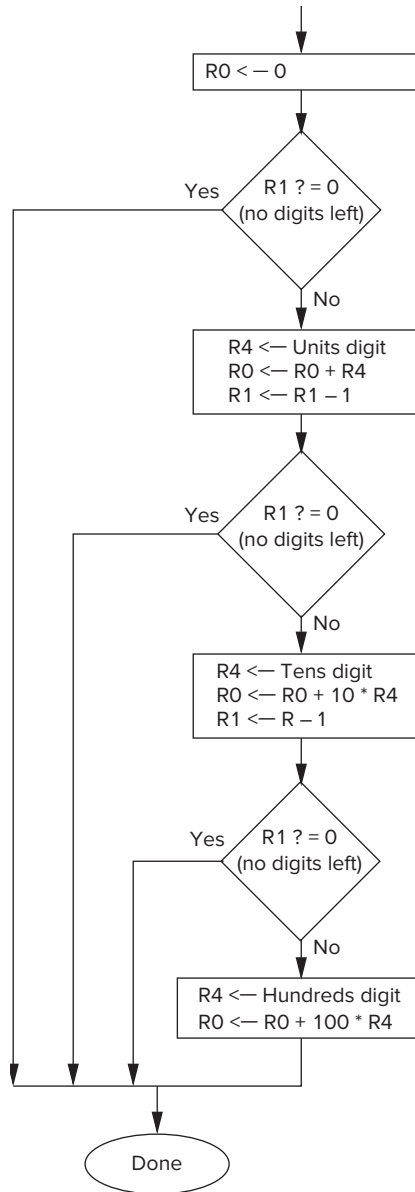 R0 <— 0
R1 ? = 0
(no digits left)
Yes
No
R4 <— Units digit
R0 <— R0 + R4
R1 <— R1 – 1
R1 ? = 0
(no digits left)
Yes
No
R4 <— Tens digit
R0 <— R0 + 10 * R4
R1 <— R – 1
R1 ? = 0
(no digits left)
Yes
No
R4 <— Hundreds digit
R0 <— R0 + 100 * R4
Done